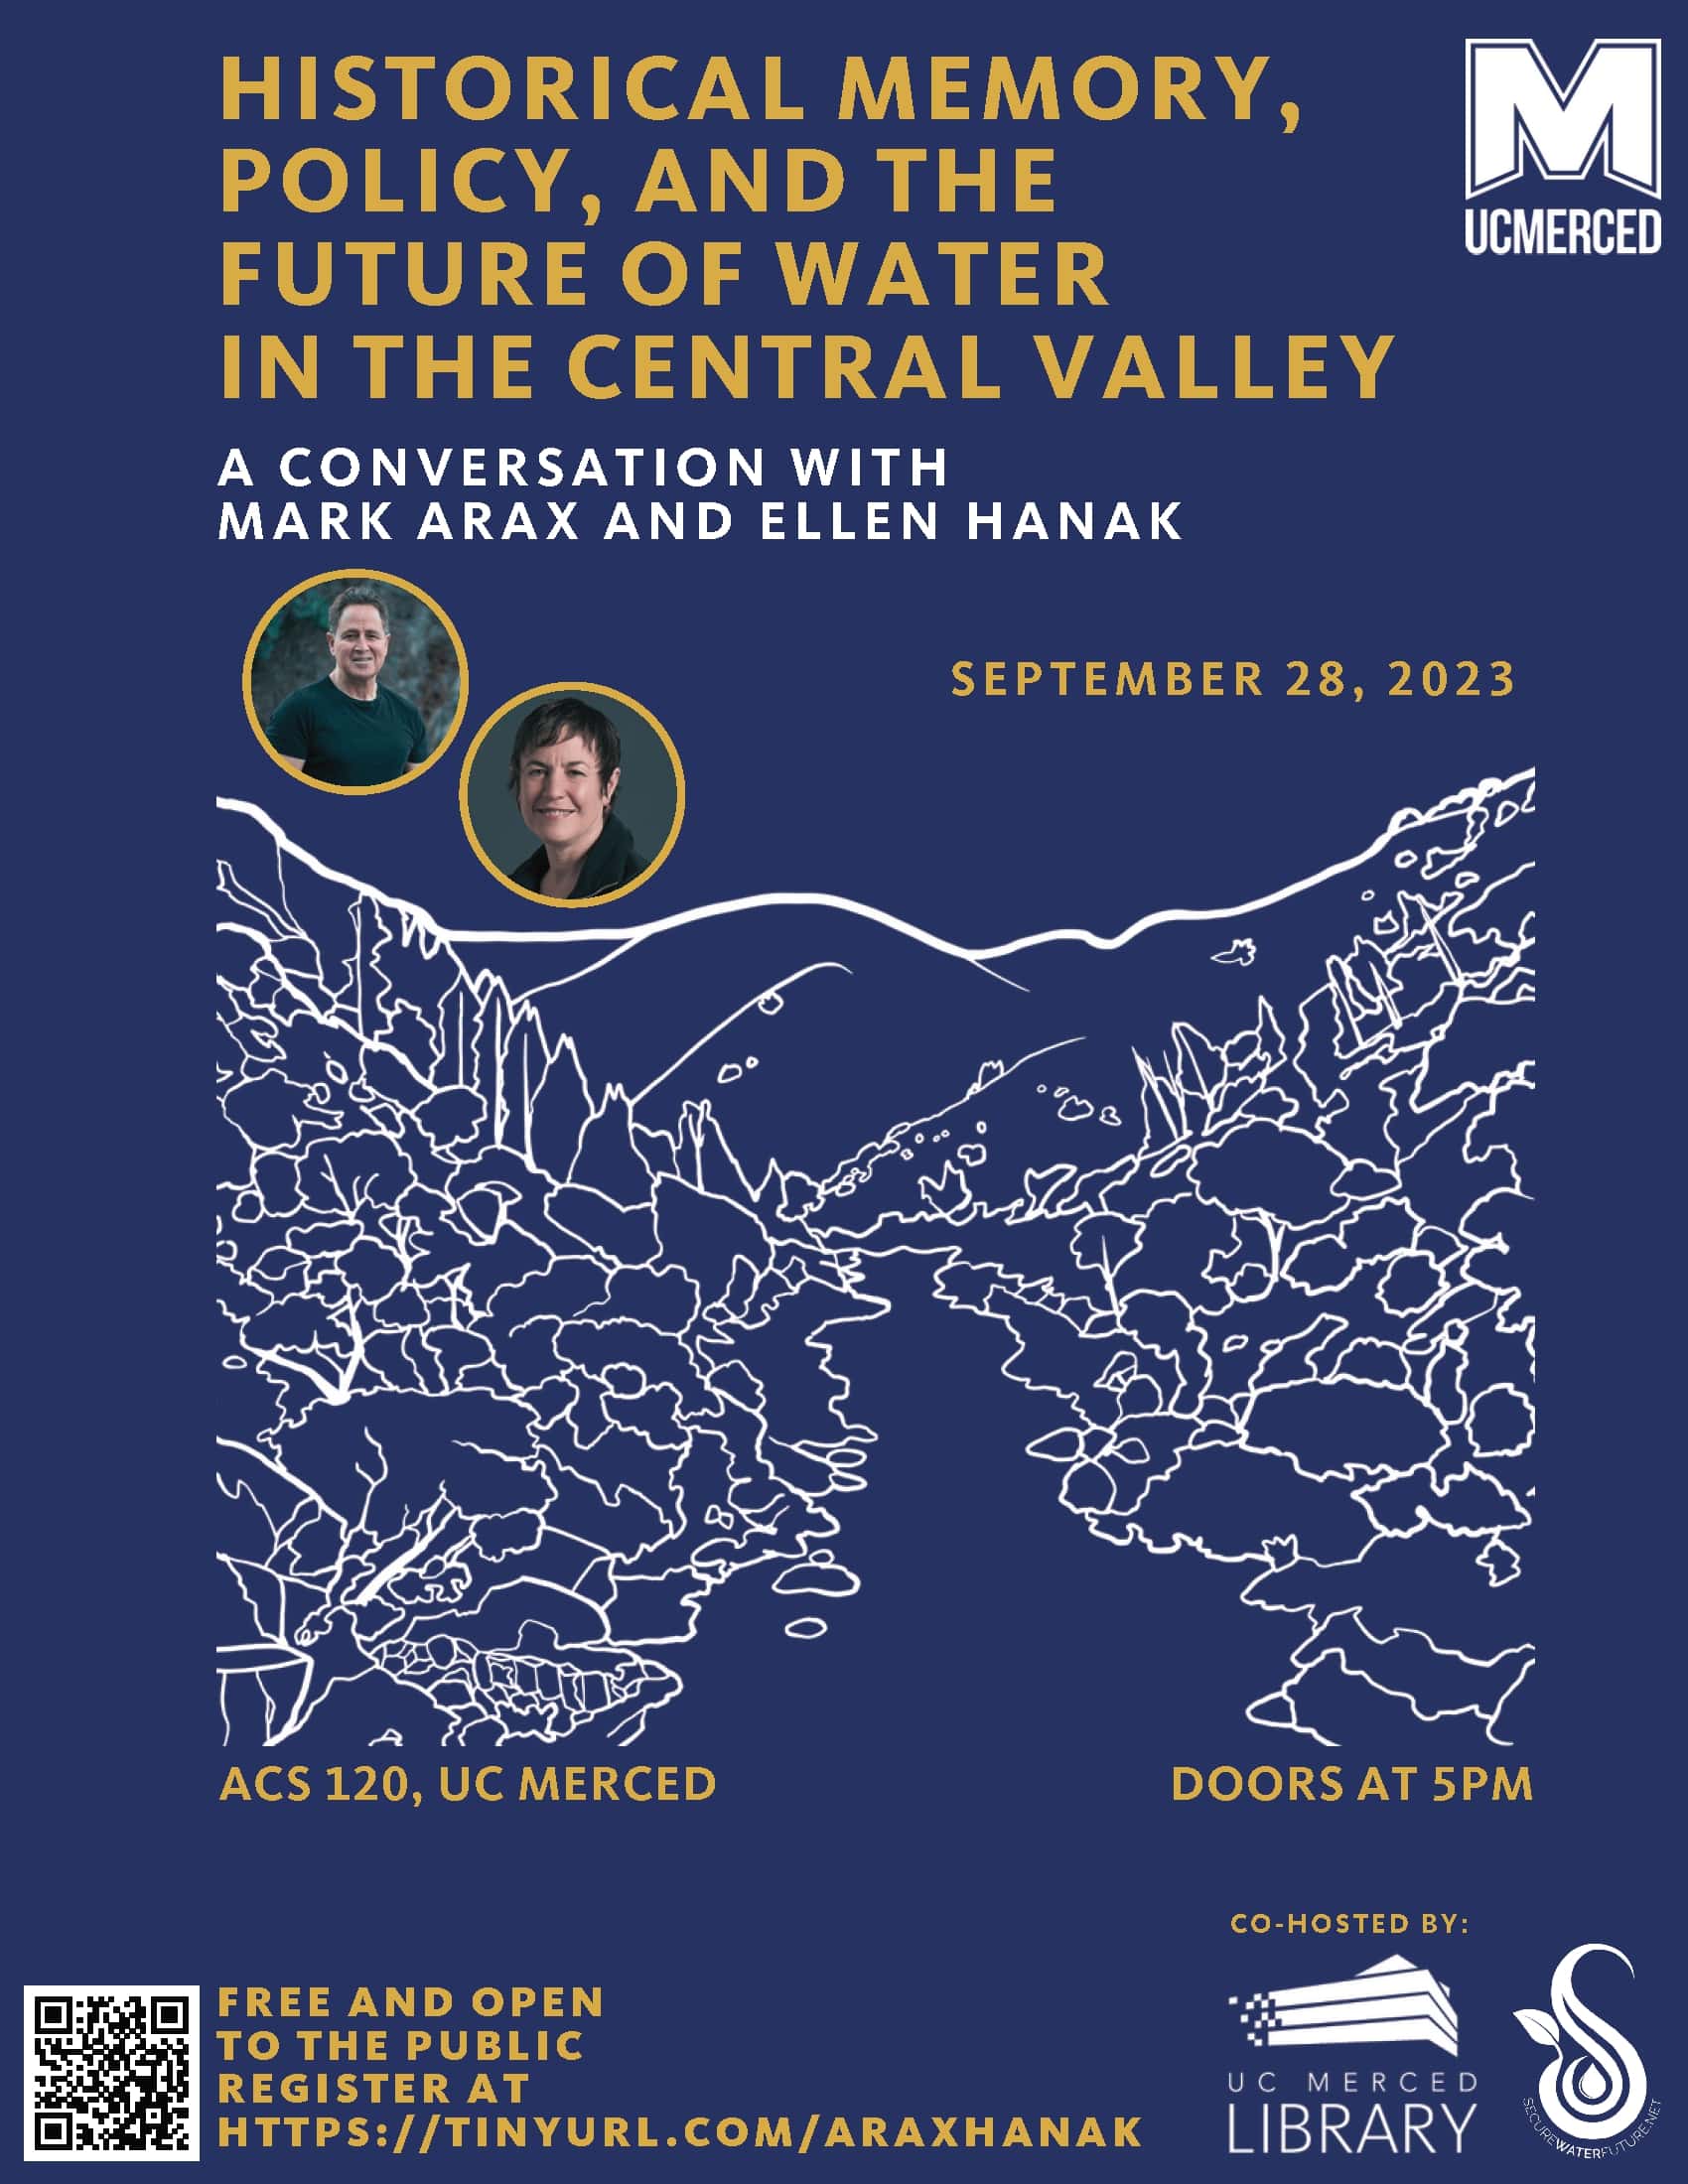 HISTORICAL MEMORY,
POLICY, AND THE
FUTURE OF WATER
IN THE CENTRAL VALLEY
UCMERCED
A CONVERSATION WITH
MARK ARAX AND ELLEN HANAK
SEPTEMBER 28, 2023
ACS 120, UC MERCED
DOORS AT 5PM
CO-HOSTED BY:
FREE AND OPEN
TO THE PUBLIC
REGISTER AT
HTTPS://TINYURL.COM/ARAXHANAK
UC MERCED
LIBRARY
SECUREWATERFUTURE.NET